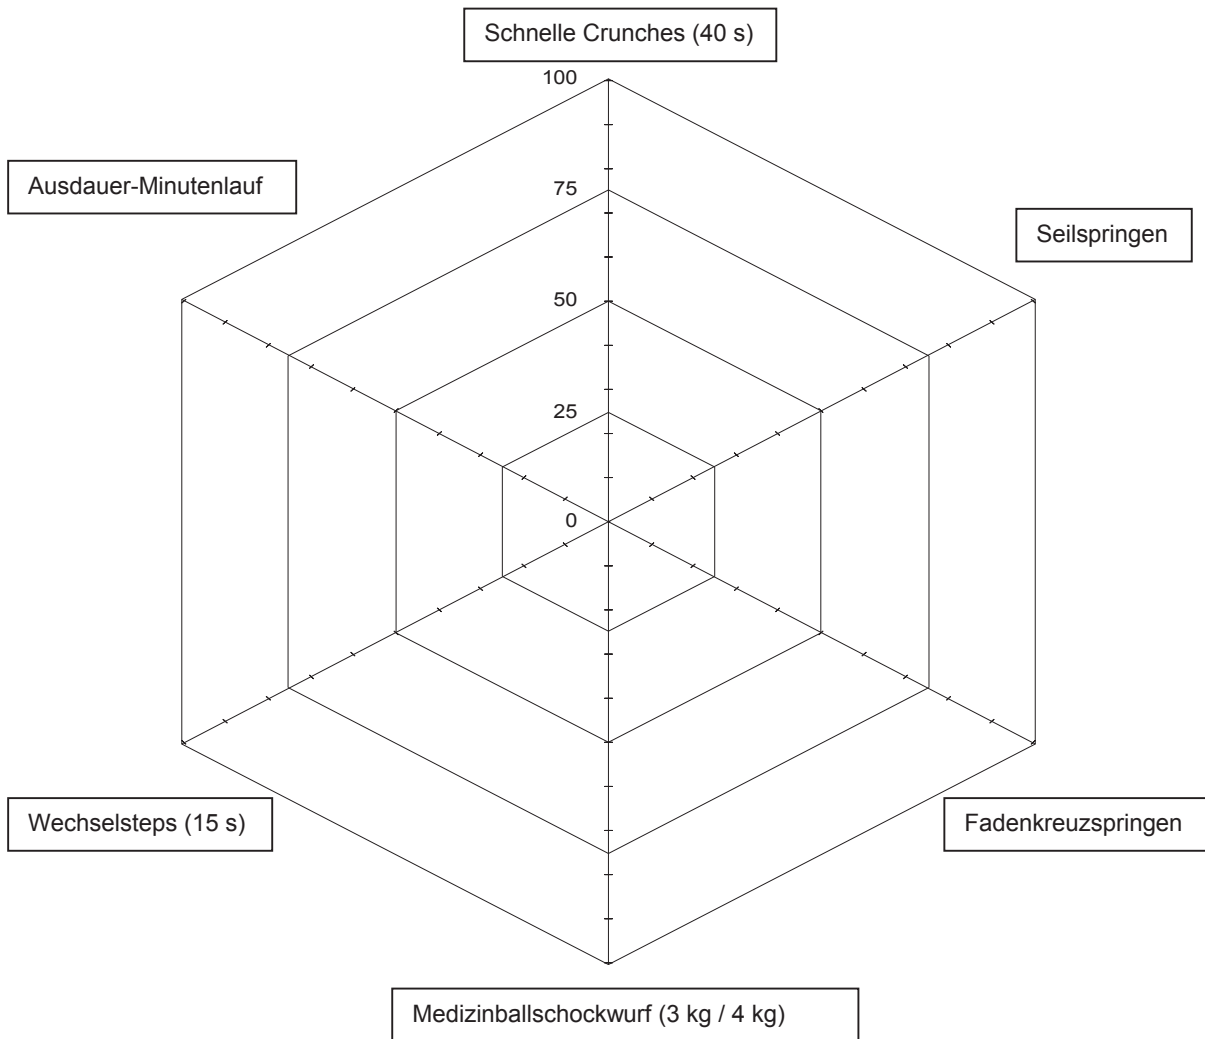 Schnelle Crunches (40 s)
100
Ausdauer-Minutenlauf
75
Seilspringen
50
25
0
Wechselsteps (15 s)
Fadenkreuzspringen
Medizinballschockwurf (3 kg / 4 kg)